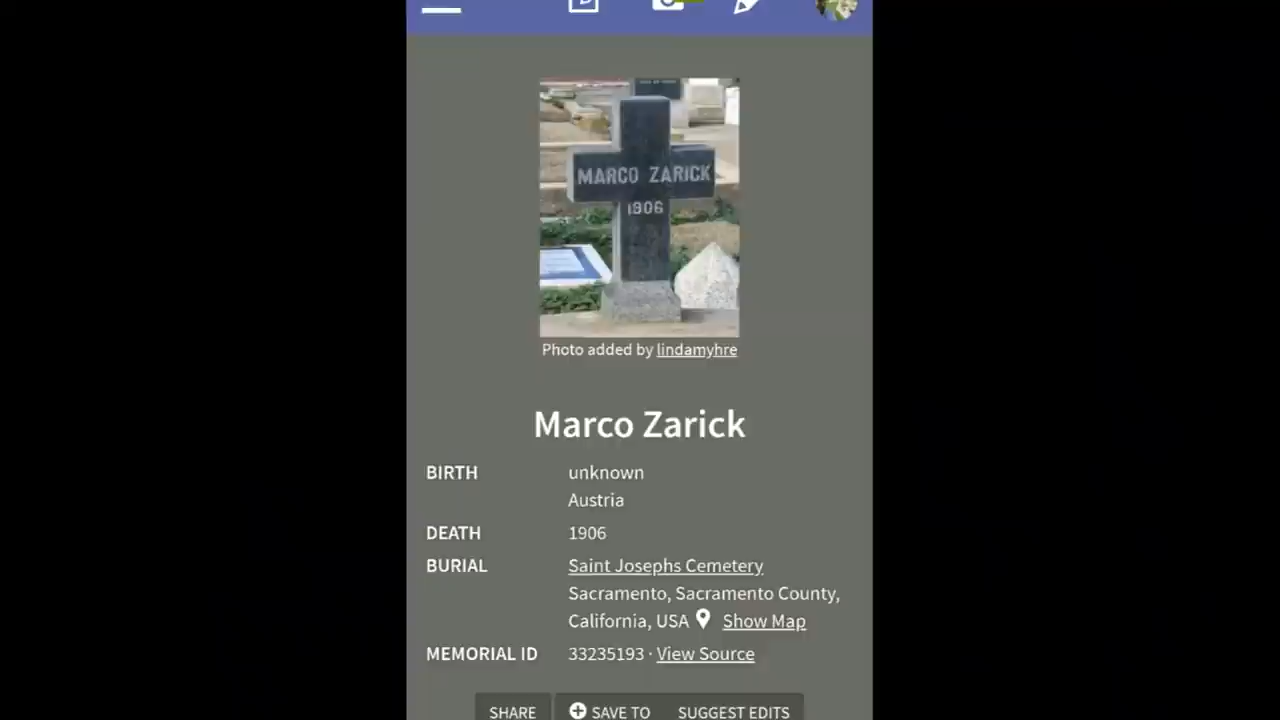 MARCO ZARICK
1906
Photo added by lindamyhre
Marco Zarick
BIRTH unknown
Austria
DEATH 1906
BURIAL Saint Josephs Cemetery
Sacramento, Sacramento County,
California, USA Show Map
MEMORIAL ID 33235193 · View Source
SHARE SAVE TO SUGGEST EDITS